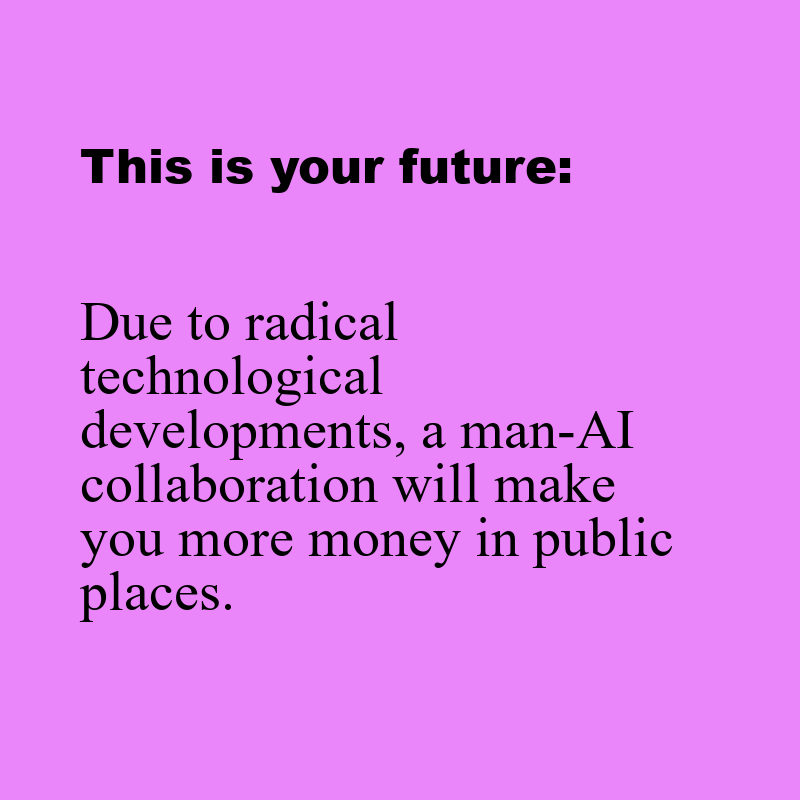 This is your future:
Due to radical
technological
developments, a man-AI
collaboration will make
you more money in public
places.